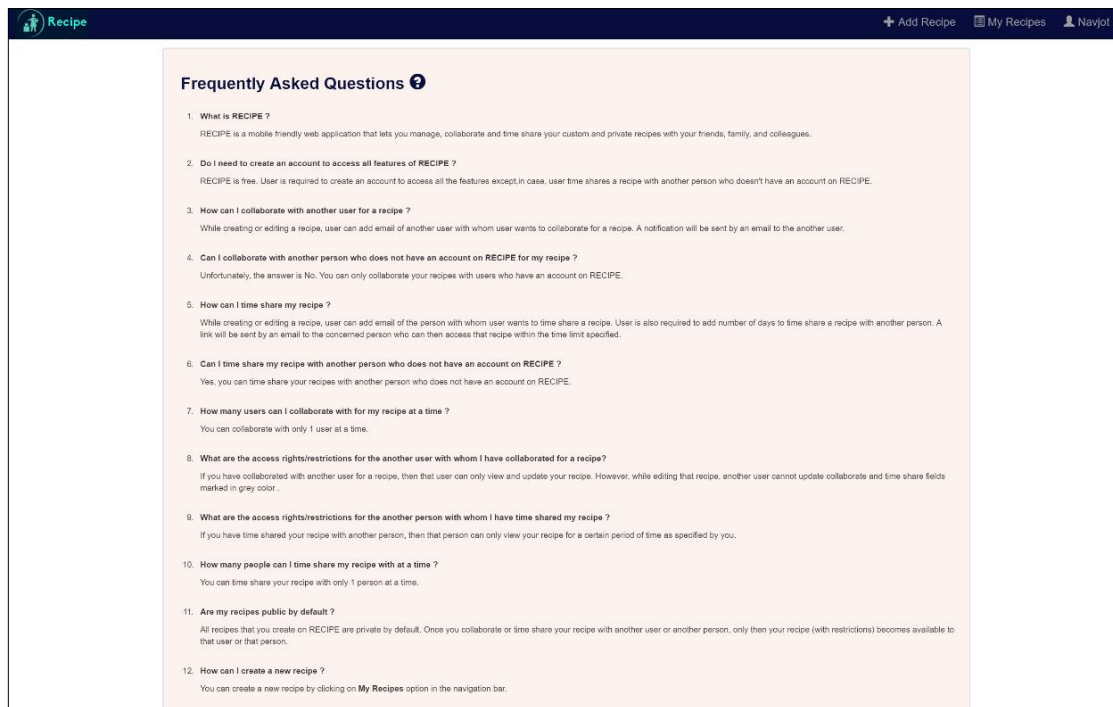 Recipe
Add Recipe
My Recipes
Navjot
Frequently Asked Questions
1. What is RECIPE ?
RECIPE is a mobile friendly web application that lets you manage, collaborate and time share your custom and private recipes with your friends, family, and colleagues.
2. Do I need to create an account to access all features of RECIPE ?
RECIPE is free. User is required to create an account to access all the features except,in case, user time shares a recipe with another person who doesn't have an account on RECIPE.
3. How can I collaborate with another user for a recipe ?
While creating or editing a recipe, user can add email of another user with whom user wants to collaborate for a recipe. A notification will be sent by an email to the another user.
4. Can I collaborate with another person who does not have an account on RECIPE for my recipe ?
Unfortunately, the answer is No. You can only collaborate your recipes with users who have an account on RECIPE.
5. How can I time share my recipe ?
While creating or editing a recipe, user can add email of the person with whom user wants to time share a recipe. User is also required to add number of days to time share a recipe with another person. A
link will be sent by an email to the concerned person who can then access that recipe within the time limit specified.
6. Can I time share my recipe with another person who does not have an account on RECIPE ?
Yes, you can time share your recipes with another person who does not have an account on RECIPE.
7. How many users can I collaborate with for my recipe at a time ?
You can collaborate with only 1 user at a time.
8. What are the access rights/restrictions for the another user with whom I have collaborated for a recipe?
If you have collaborated with another user for a recipe, then that user can only view and update your recipe. However, while editing that recipe, another user cannot update collaborate and time share fields
marked in grey color .
9. What are the access rights/restrictions for the another person with whom I have time shared my recipe ?
If you have time shared your recipe with another person, then that person can only view your recipe for a certain period of time as specified by you.
10. How many people can I time share my recipe with at a time ?
You can time share your recipe with only 1 person at a time.
11. Are my recipes public by default ?
All recipes that you create on RECIPE are private by default. Once you collaborate or time share your recipe with another user or another person, only then your recipe (with restrictions) becomes available to
that user or that person.
12. How can I create a new recipe ?
You can create a new recipe by clicking on My Recipes option in the navigation bar.